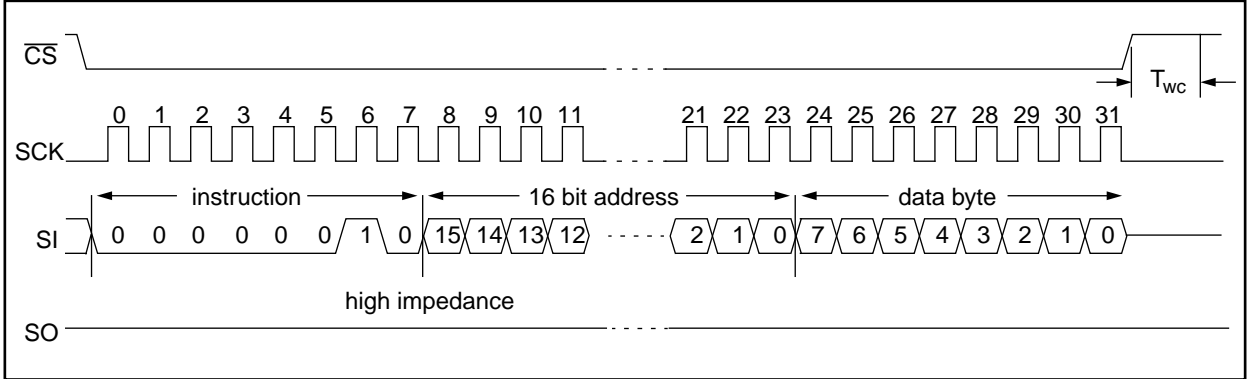 CS
T_wc
0 1 2 3 4 5 6 7 8 9 10 11 21 22 23 24 25 26 27 28 29 30 31
SCK
instruction 16 bit address data byte
SI 0 0 0 0 0 0 1 0 15 14 13 12 2 1 0 7 6 5 4 3 2 1 0
high impedance
SO